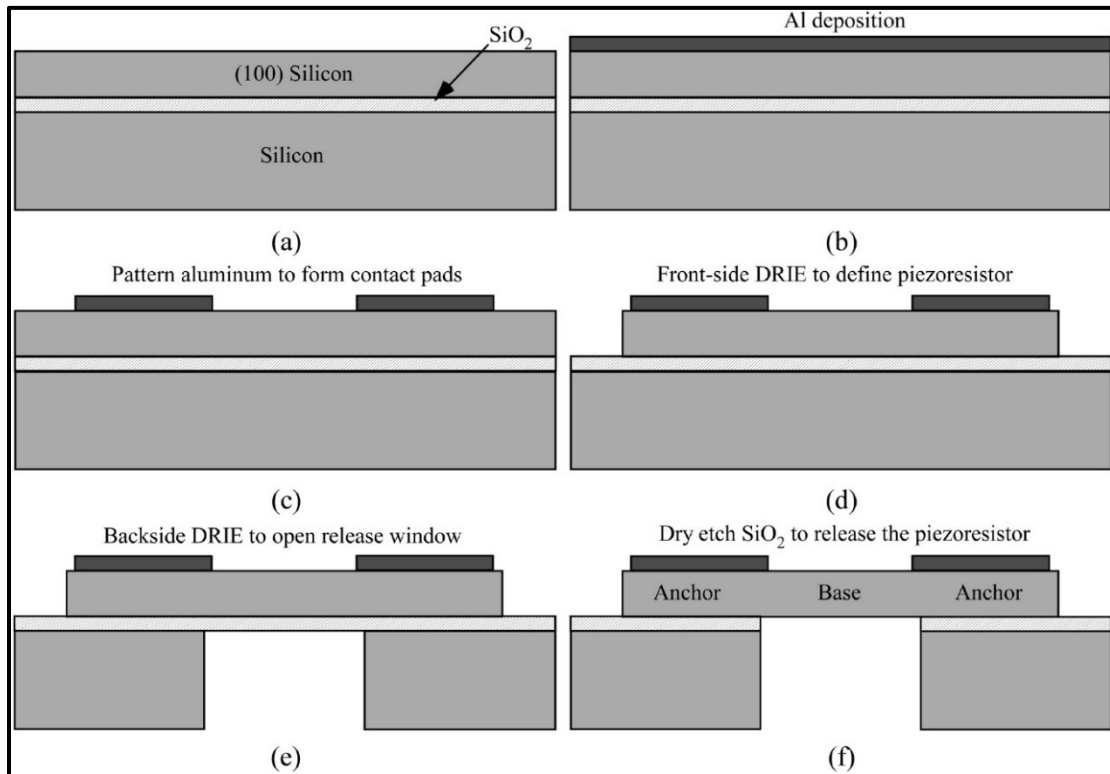 SiO₂
(100) Silicon
Silicon
(a)
Al deposition
(b)
Pattern aluminum to form contact pads
(c)
Front-side DRIE to define piezoresistor
(d)
Backside DRIE to open release window
(e)
Dry etch SiO₂ to release the piezoresistor
Anchor Base Anchor
(f)